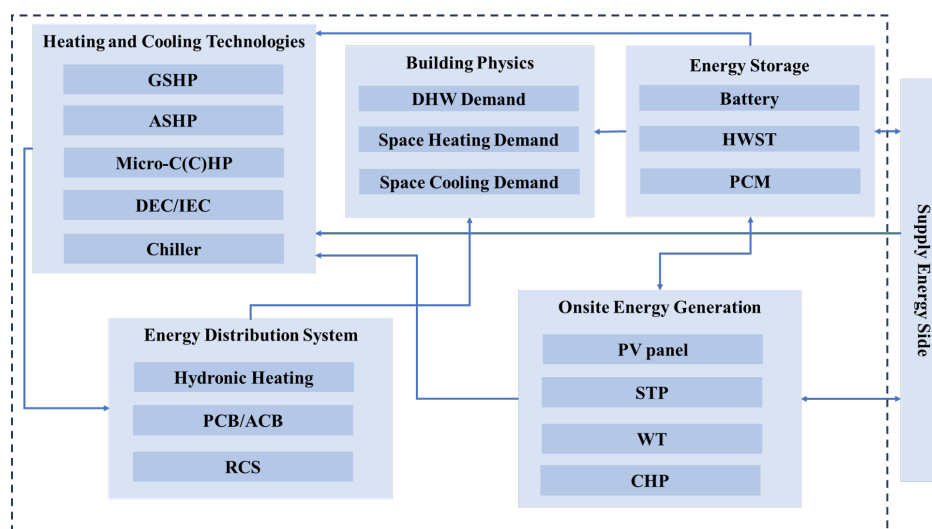 Heating and Cooling Technologies
GSHP
ASHP
Micro-C(C)HP
DEC/IEC
Chiller
Building Physics
DHW Demand
Space Heating Demand
Space Cooling Demand
Energy Storage
Battery
HWST
PCM
Energy Distribution System
Hydronic Heating
PCB/ACB
RCS
Onsite Energy Generation
PV panel
STP
WT
CHP
Supply Energy Side